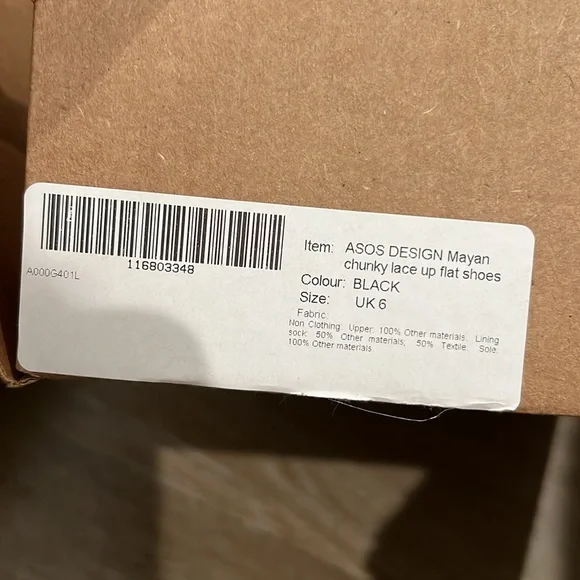 116803348
A000G401L
Item: ASOS DESIGN Mayan
chunky lace up flat shoes
Colour: BLACK
Size: UK 6
Fabric:
Non Clothing: Upper: 100% Other materials. Lining
sock: 50% Other materials, 50% Textile. Sole:
100% Other materials.